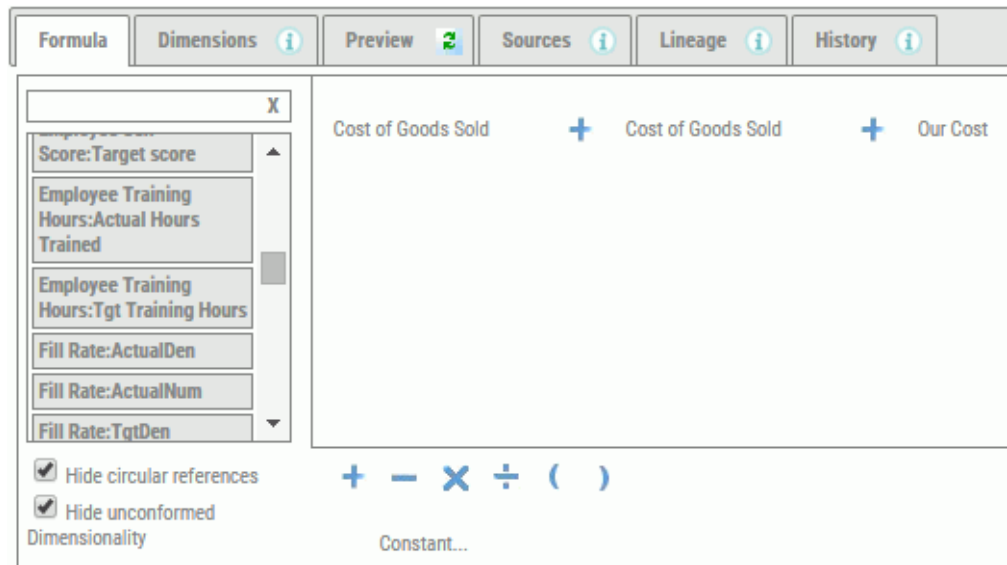 Formula Dimensions i Preview Sources i Lineage i History i
X
Cost of Goods Sold + Cost of Goods Sold + Our Cost
Score:Target score
Employee Training
Hours:Actual Hours
Trained
Employee Training
Hours:Tgt Training Hours
Fill Rate:ActualDen
Fill Rate:ActualNum
Fill Rate:TgtDen
Hide circular references
Hide unconformed
Dimensionality
+ − × ÷ ( )
Constant...